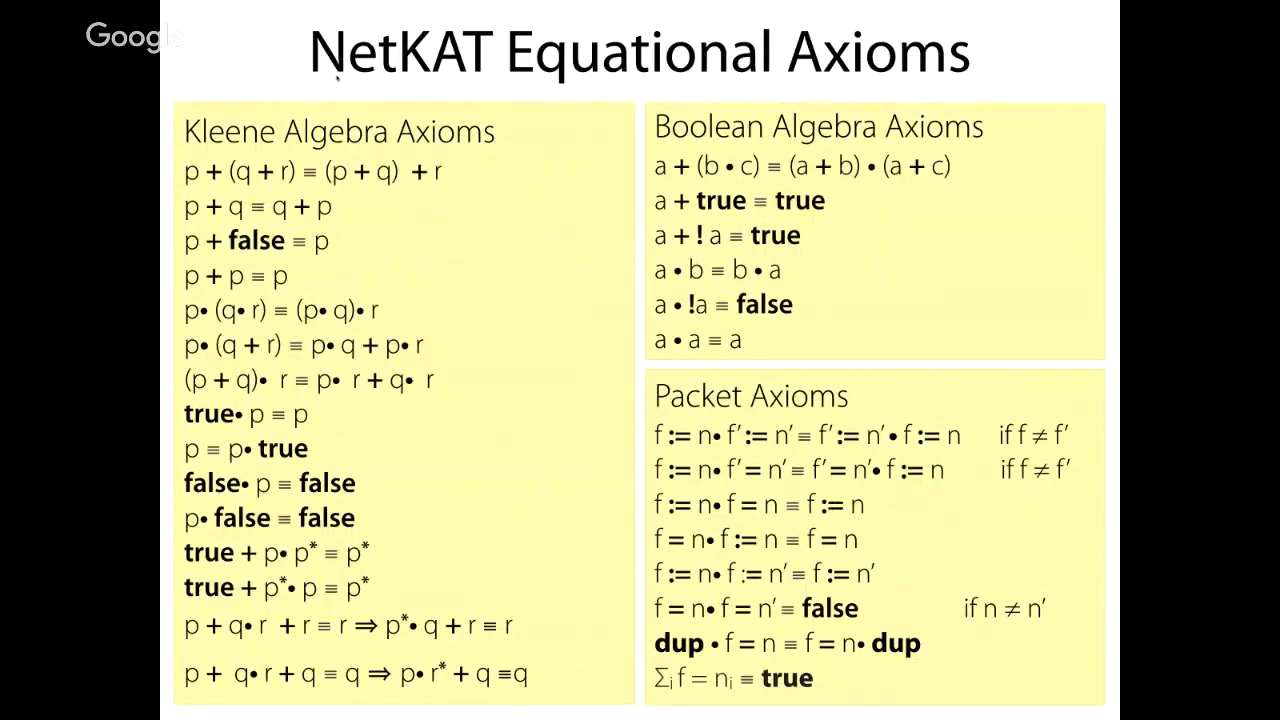 Google
NetKAT Equational Axioms
Kleene Algebra Axioms
p + (q + r) ≡ (p + q) + r
p + q ≡ q + p
p + false ≡ p
p + p ≡ p
p• (q• r) ≡ (p• q)• r
p• (q + r) ≡ p• q + p• r
(p + q)• r ≡ p• r + q• r
true• p ≡ p
p ≡ p• true
false• p ≡ false
p• false ≡ false
true + p• p* ≡ p*
true + p*• p ≡ p*
p + q• r + r ≡ r ⇒ p*• q + r ≡ r
p + q• r + q ≡ q ⇒ p• r* + q ≡q
Boolean Algebra Axioms
a + (b • c) ≡ (a + b) • (a + c)
a + true ≡ true
a + ! a ≡ true
a • b ≡ b • a
a • !a ≡ false
a • a ≡ a
Packet Axioms
f := n• f′ := n′ ≡ f′ := n′ • f := n if f ≠ f′
f := n• f′ = n′ ≡ f′ = n′• f := n if f ≠ f′
f := n• f = n ≡ f := n
f = n• f := n ≡ f = n
f := n• f := n′ ≡ f := n′
f = n• f = n′ ≡ false if n ≠ n′
dup • f = n ≡ f = n• dup
∑i f = ni ≡ true